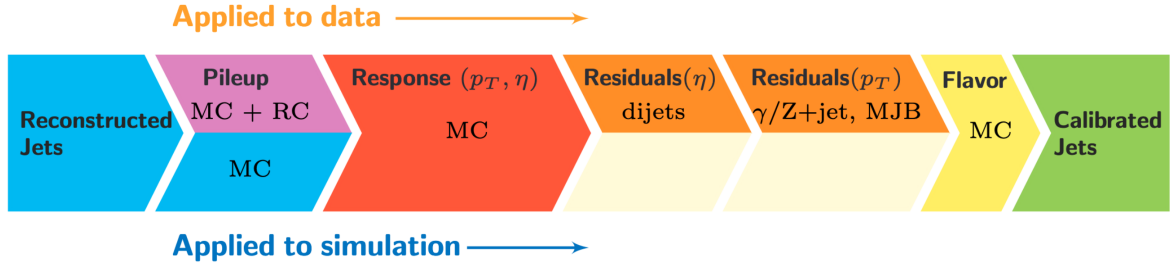 Applied to data
Reconstructed
Jets
Pileup
MC + RC
MC
Response (p_T, η)
MC
Residuals(η)
dijets
Residuals(p_T)
γ/Z+jet, MJB
Flavor
MC
Calibrated
Jets
Applied to simulation